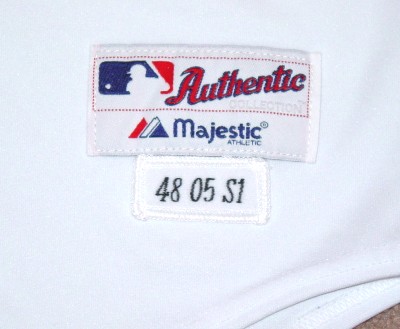 Authentic
COLLECTION
Majestic®
ATHLETIC
48 05 S1